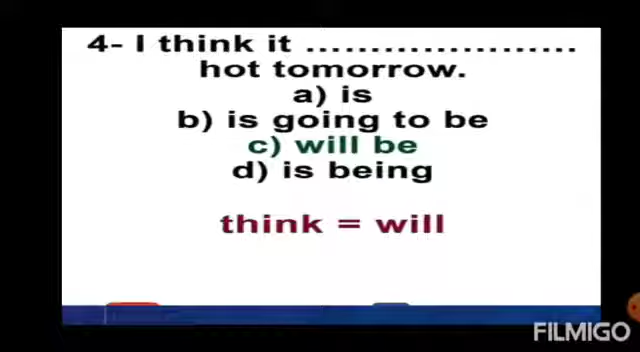 4- I think it .....................
hot tomorrow.
a) is
b) is going to be
c) will be
d) is being
think = will
FILMIGO